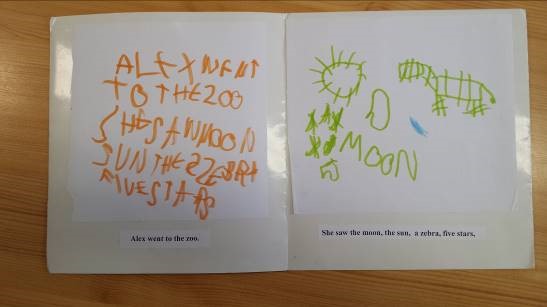 ALEX WENT
TO THE ZOO
SHE SAW MOON
SUN THE ZZEBRA
FIVE STARS
Alex went to the zoo.
MOON
She saw the moon, the sun, a zebra, five stars,